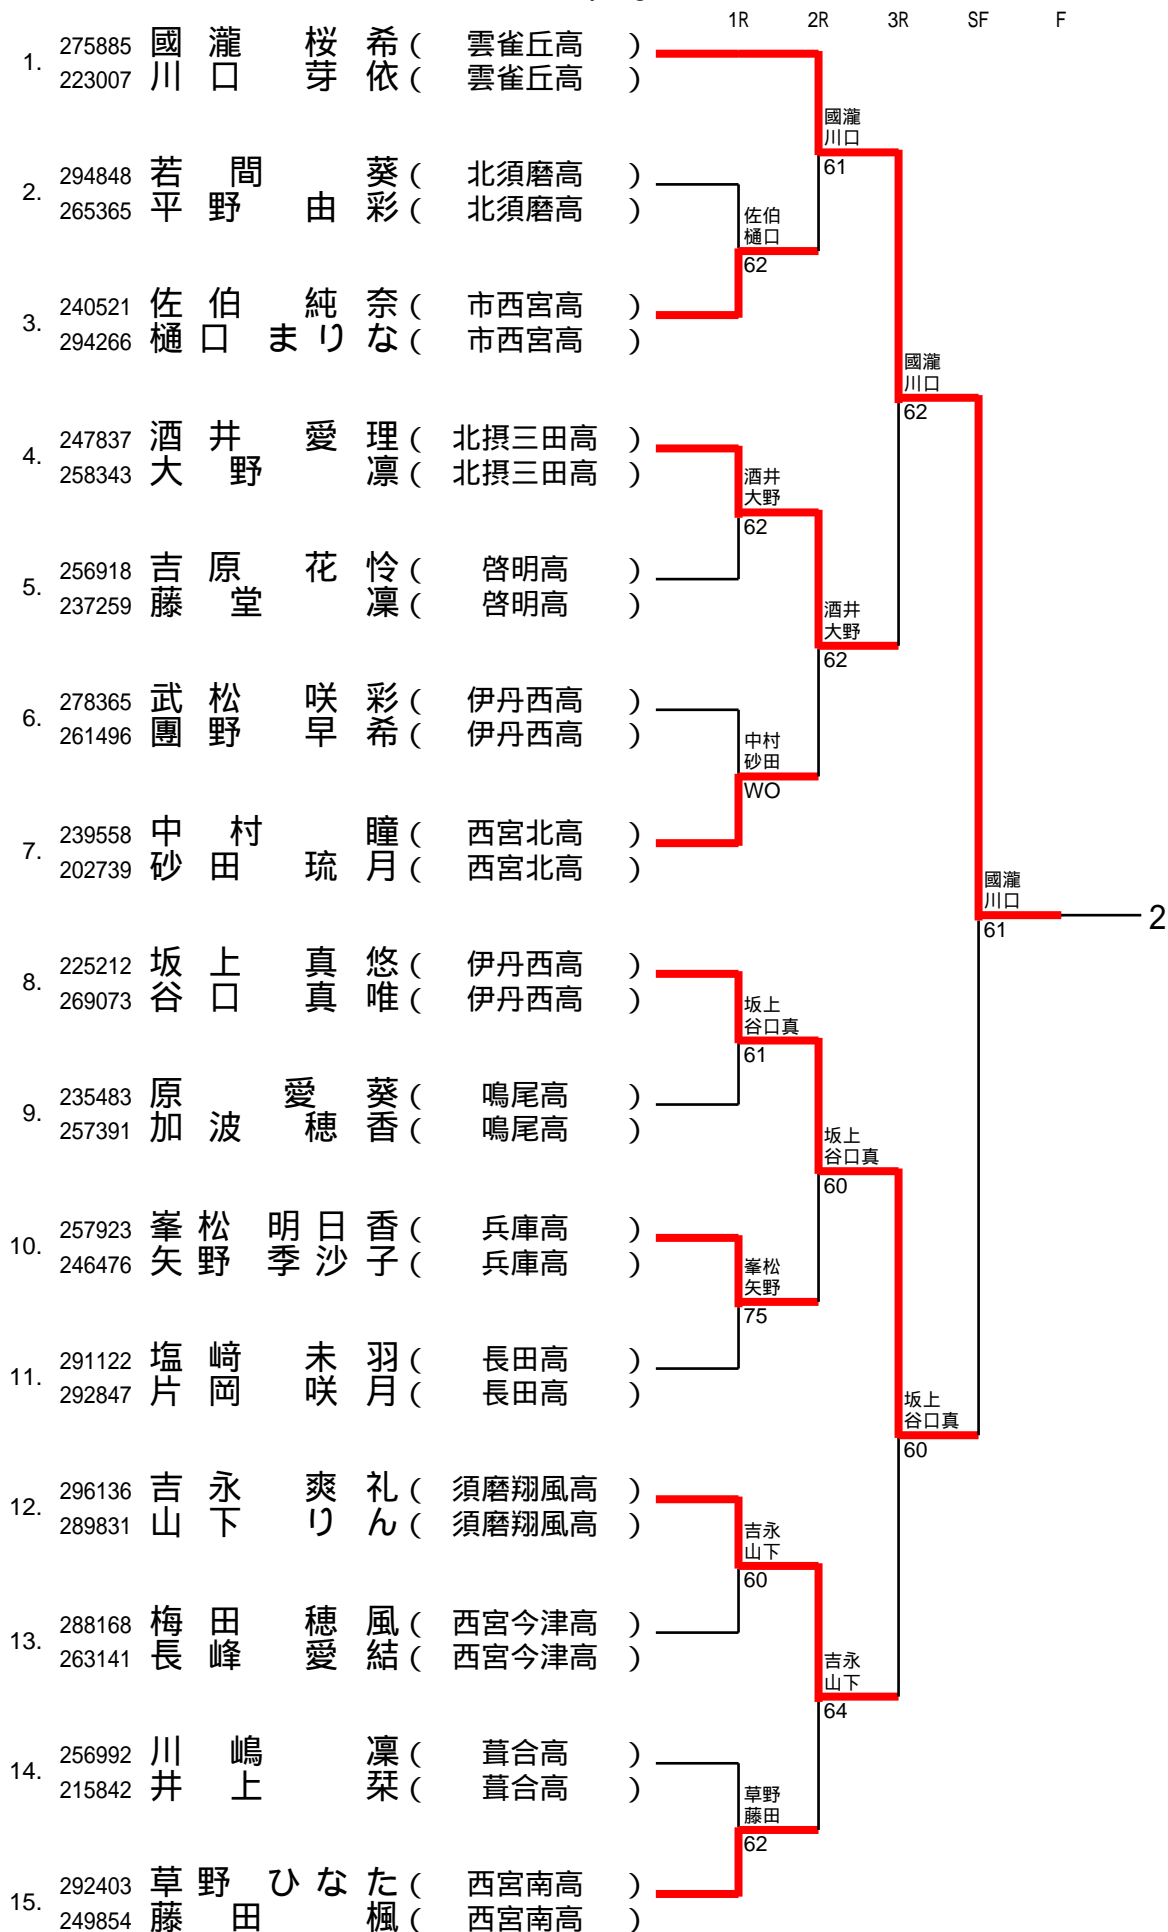 1R 2R 3R SF F
1. 275885 國瀧 桜希 ( 雲雀丘高 )
223007 川口 芽依 ( 雲雀丘高 )
國瀧
川口
61
2. 294848 若間 葵 ( 北須磨高 )
265365 平野 由彩 ( 北須磨高 )
佐伯
樋口
62
3. 240521 佐伯 純奈 ( 市西宮高 )
294266 樋口 まりな ( 市西宮高 )
國瀧
川口
62
4. 247837 酒井 愛理 ( 北摂三田高 )
258343 大野 凛 ( 北摂三田高 )
酒井
大野
62
5. 256918 吉原 花怜 ( 啓明高 )
237259 藤堂 凜 ( 啓明高 )
酒井
大野
62
6. 278365 武松 咲彩 ( 伊丹西高 )
261496 團野 早希 ( 伊丹西高 )
中村
砂田
WO
7. 239558 中村 瞳 ( 西宮北高 )
202739 砂田 琉月 ( 西宮北高 )
國瀧
川口
61
2
8. 225212 坂上 真悠 ( 伊丹西高 )
269073 谷口 真唯 ( 伊丹西高 )
坂上
谷口真
61
9. 235483 原 愛葵 ( 鳴尾高 )
257391 加波 穂香 ( 鳴尾高 )
坂上
谷口真
60
10. 257923 峯松 明日香 ( 兵庫高 )
246476 矢野 季沙子 ( 兵庫高 )
峯松
矢野
75
11. 291122 塩﨑 未羽 ( 長田高 )
292847 片岡 咲月 ( 長田高 )
坂上
谷口真
60
12. 296136 吉永 爽礼 ( 須磨翔風高 )
289831 山下 りん ( 須磨翔風高 )
吉永
山下
60
13. 288168 梅田 穂風 ( 西宮今津高 )
263141 長峰 愛結 ( 西宮今津高 )
吉永
山下
64
14. 256992 川嶋 凜 ( 葺合高 )
215842 井上 栞 ( 葺合高 )
草野
藤田
62
15. 292403 草野 ひなた ( 西宮南高 )
249854 藤田 楓 ( 西宮南高 )